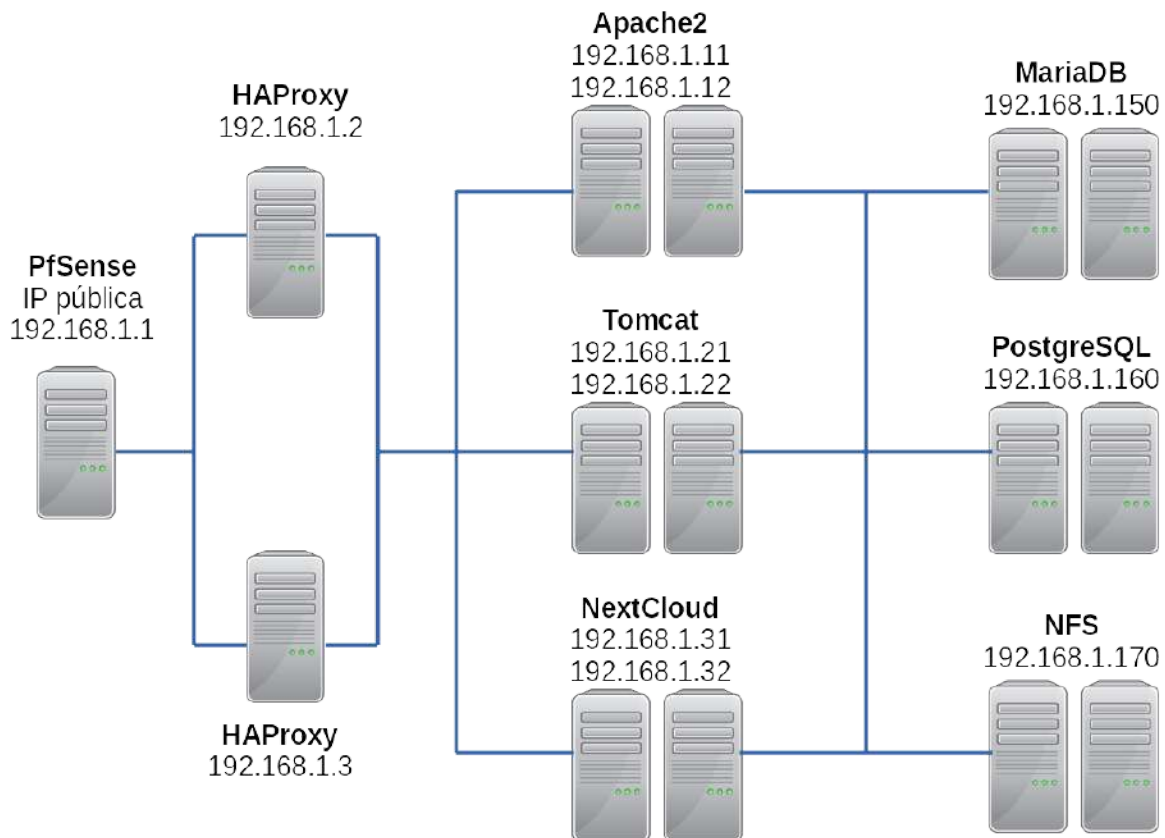 PfSense
IP pública
192.168.1.1
HAProxy
192.168.1.2
HAProxy
192.168.1.3
Apache2
192.168.1.11
192.168.1.12
Tomcat
192.168.1.21
192.168.1.22
NextCloud
192.168.1.31
192.168.1.32
MariaDB
192.168.1.150
PostgreSQL
192.168.1.160
NFS
192.168.1.170